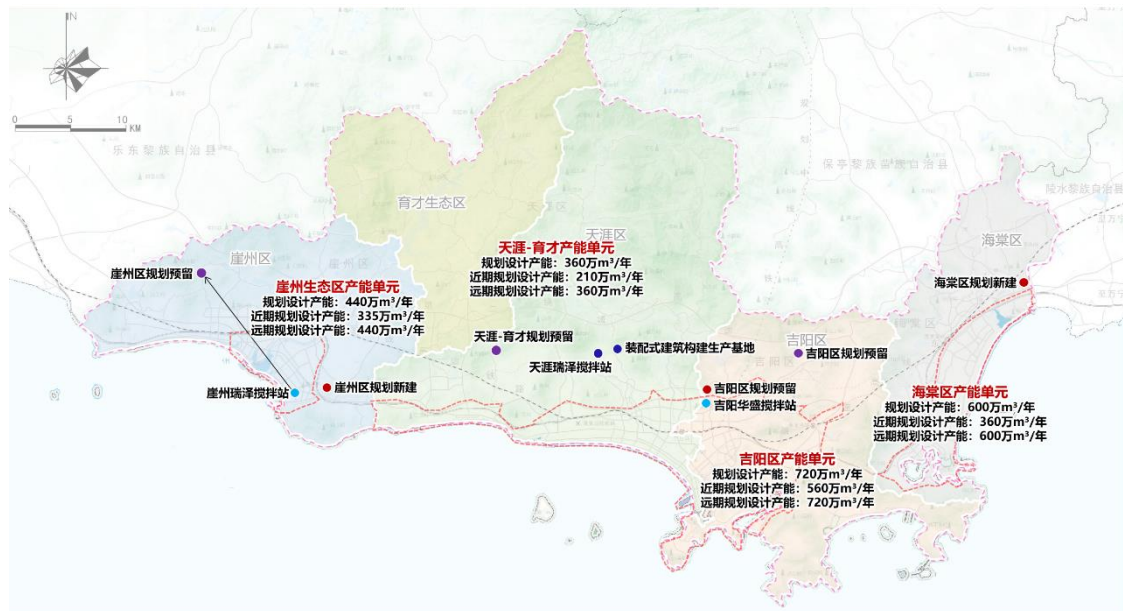 N
0 5 10
KM
乐东黎族自治县
保亭黎族苗族自治县
陵水黎族自治县
育才生态区
天涯区
崖州区
崖州区
海棠区
吉阳区
吉阳区
天涯-育才产能单元
规划设计产能：360万m³/年
近期规划设计产能：210万m³/年
远期规划设计产能：360万m³/年
崖州区规划预留
崖州生态区产能单元
规划设计产能：440万m³/年
近期规划设计产能：335万m³/年
远期规划设计产能：440万m³/年
海棠区规划新建
天涯-育才规划预留
装配式建筑构建生产基地
天涯瑞泽搅拌站
吉阳区规划预留
崖州瑞泽搅拌站
崖州区规划新建
吉阳区规划预留
吉阳华盛搅拌站
海棠区产能单元
规划设计产能：600万m³/年
近期规划设计产能：360万m³/年
远期规划设计产能：600万m³/年
吉阳区产能单元
规划设计产能：720万m³/年
近期规划设计产能：560万m³/年
远期规划设计产能：720万m³/年